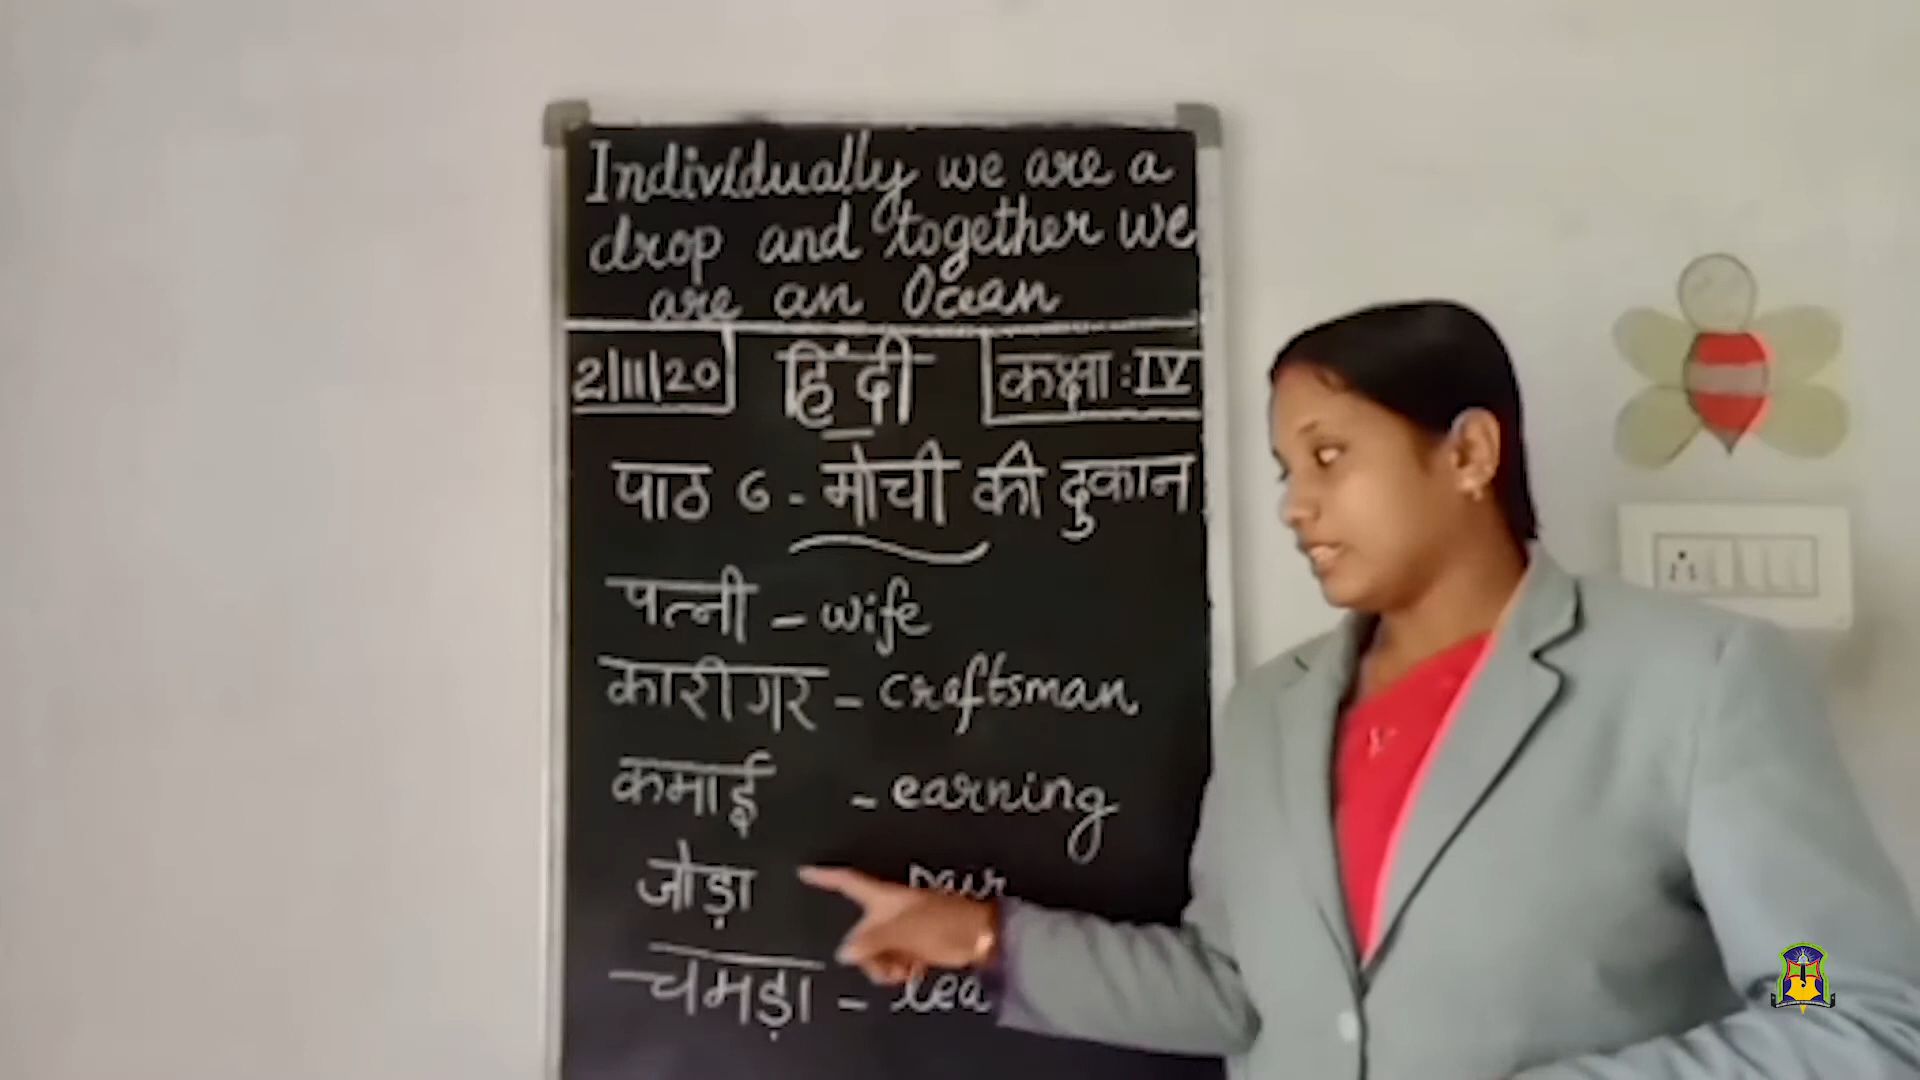 Individually we are a
drop and together we
are an Ocean
2/11/20 हिंदी कक्षा : IV
पाठ 6 - मोची की दुकान
पत्नी - wife
कारीगर - craftsman
कमाई - earning
जोड़ा pair
चमड़ा -